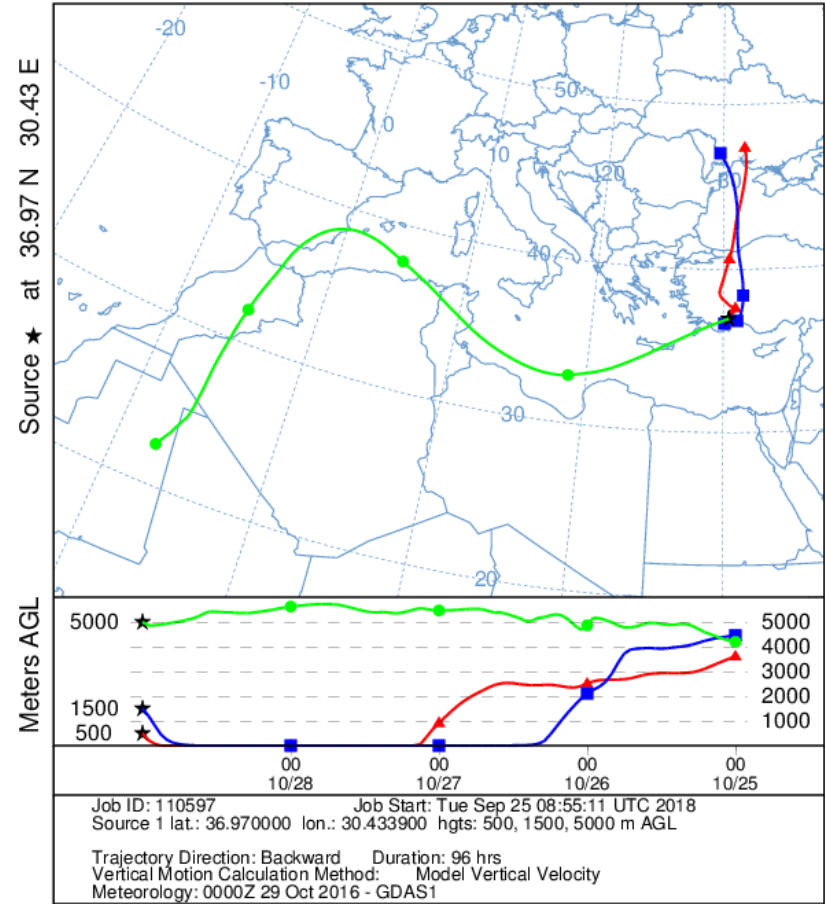 -20
-10
0
50
10
20
30
40
30
20
Source ★ at 36.97 N 30.43 E
Meters AGL
5000
1500
500
5000
4000
3000
2000
1000
00 00 00 00
10/28 10/27 10/26 10/25
Job ID: 110597 Job Start: Tue Sep 25 08:55:11 UTC 2018
Source 1 lat.: 36.970000 lon.: 30.433900 hgts: 500, 1500, 5000 m AGL
Trajectory Direction: Backward Duration: 96 hrs
Vertical Motion Calculation Method: Model Vertical Velocity
Meteorology: 0000Z 29 Oct 2016 - GDAS1